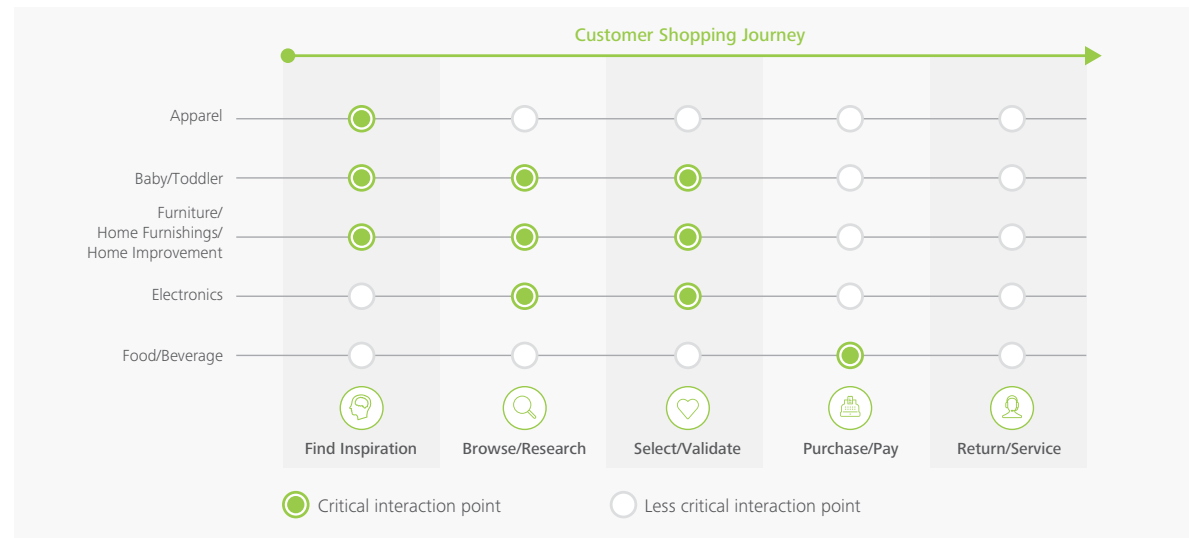 Customer Shopping Journey
Apparel
Baby/Toddler
Furniture/
Home Furnishings/
Home Improvement
Electronics
Food/Beverage
Find Inspiration
Browse/Research
Select/Validate
Purchase/Pay
Return/Service
Critical interaction point
Less critical interaction point